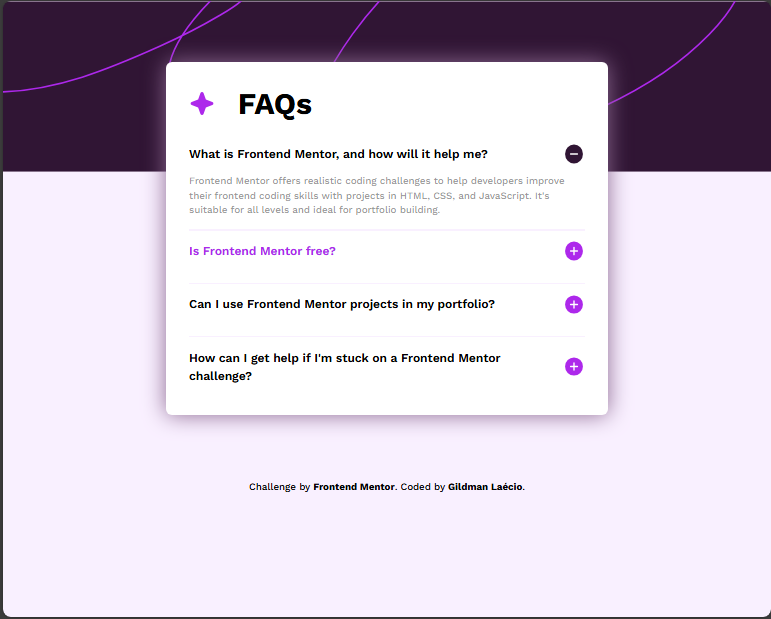 FAQs
What is Frontend Mentor, and how will it help me?
Frontend Mentor offers realistic coding challenges to help developers improve
their frontend coding skills with projects in HTML, CSS, and JavaScript. It's
suitable for all levels and ideal for portfolio building.
Is Frontend Mentor free?
Can I use Frontend Mentor projects in my portfolio?
How can I get help if I'm stuck on a Frontend Mentor
challenge?
Challenge by Frontend Mentor. Coded by Gildman Laécio.